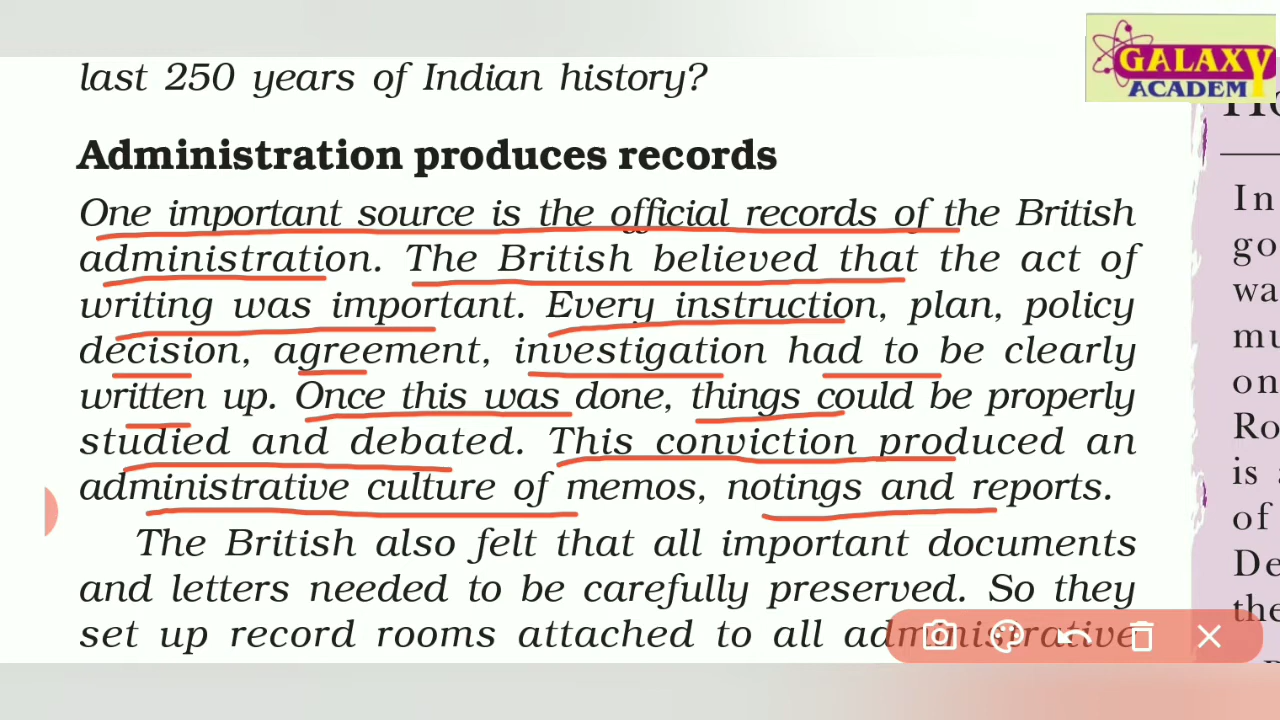 GALAXY
ACADEMY
last 250 years of Indian history?
Administration produces records
One important source is the official records of the British
administration. The British believed that the act of
writing was important. Every instruction, plan, policy
decision, agreement, investigation had to be clearly
written up. Once this was done, things could be properly
studied and debated. This conviction produced an
administrative culture of memos, notings and reports.
The British also felt that all important documents
and letters needed to be carefully preserved. So they
set up record rooms attached to all administrative
In
go
wa
mu
on
Ro
is
of
De
the